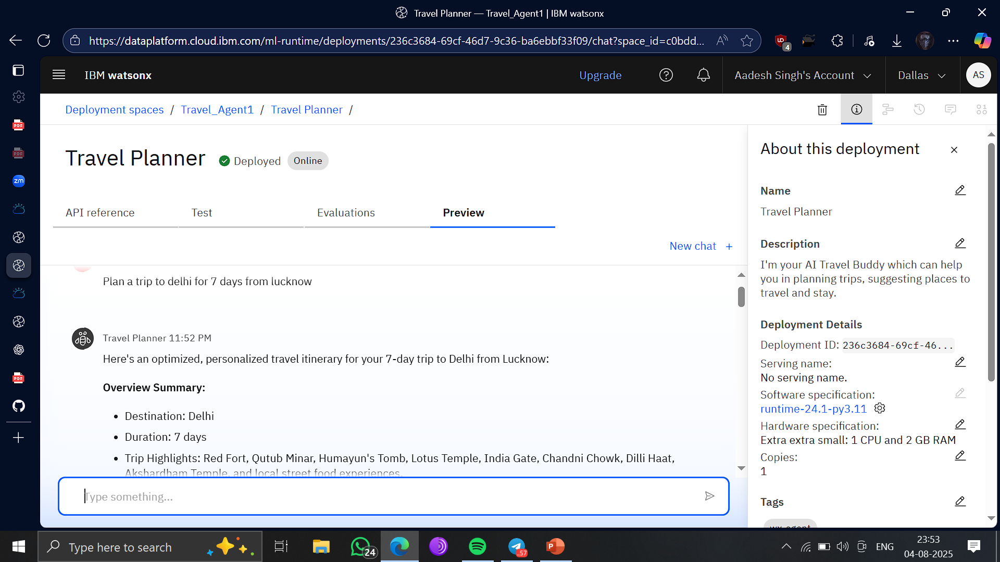 Travel Planner — Travel_Agent1 | IBM watsonx
https://dataplatform.cloud.ibm.com/ml-runtime/deployments/236c3684-69cf-46d7-9c36-ba6ebbf33f09/chat?space_id=c0bdd...
4
IBM watsonx
Upgrade
Aadesh Singh's Account
Dallas
AS
Deployment spaces / Travel_Agent1 / Travel Planner /
Travel Planner
Deployed
Online
API reference
Test
Evaluations
Preview
New chat +
Plan a trip to delhi for 7 days from lucknow
Travel Planner 11:52 PM
Here's an optimized, personalized travel itinerary for your 7-day trip to Delhi from Lucknow:
Overview Summary:
• Destination: Delhi
• Duration: 7 days
• Trip Highlights: Red Fort, Qutub Minar, Humayun's Tomb, Lotus Temple, India Gate, Chandni Chowk, Dilli Haat,
Akshardham Temple, and local street food experiences.
Type something...
About this deployment
Name
Travel Planner
Description
I'm your AI Travel Buddy which can help
you in planning trips, suggesting places to
travel and stay.
Deployment Details
Deployment ID: 236c3684-69cf-46...
Serving name:
No serving name.
Software specification:
runtime-24.1-py3.11
Hardware specification:
Extra extra small: 1 CPU and 2 GB RAM
Copies:
1
Tags
wx-agent
PDF
PDF
zm
PDF
Type here to search
24
..57
P
ENG
23:53
04-08-2025